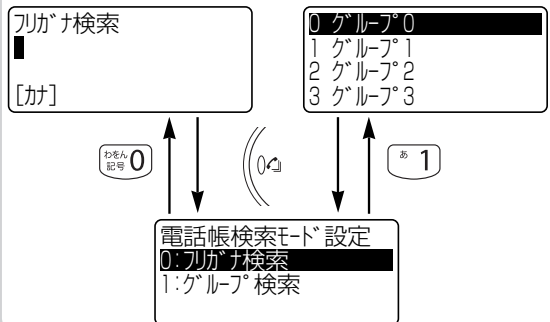 フリガナ検索
[カナ]
0 グループ0
1 グループ1
2 グループ2
3 グループ3
わをん
記号 0
あ 1
電話帳検索モード設定
0:フリガナ検索
1:グループ検索